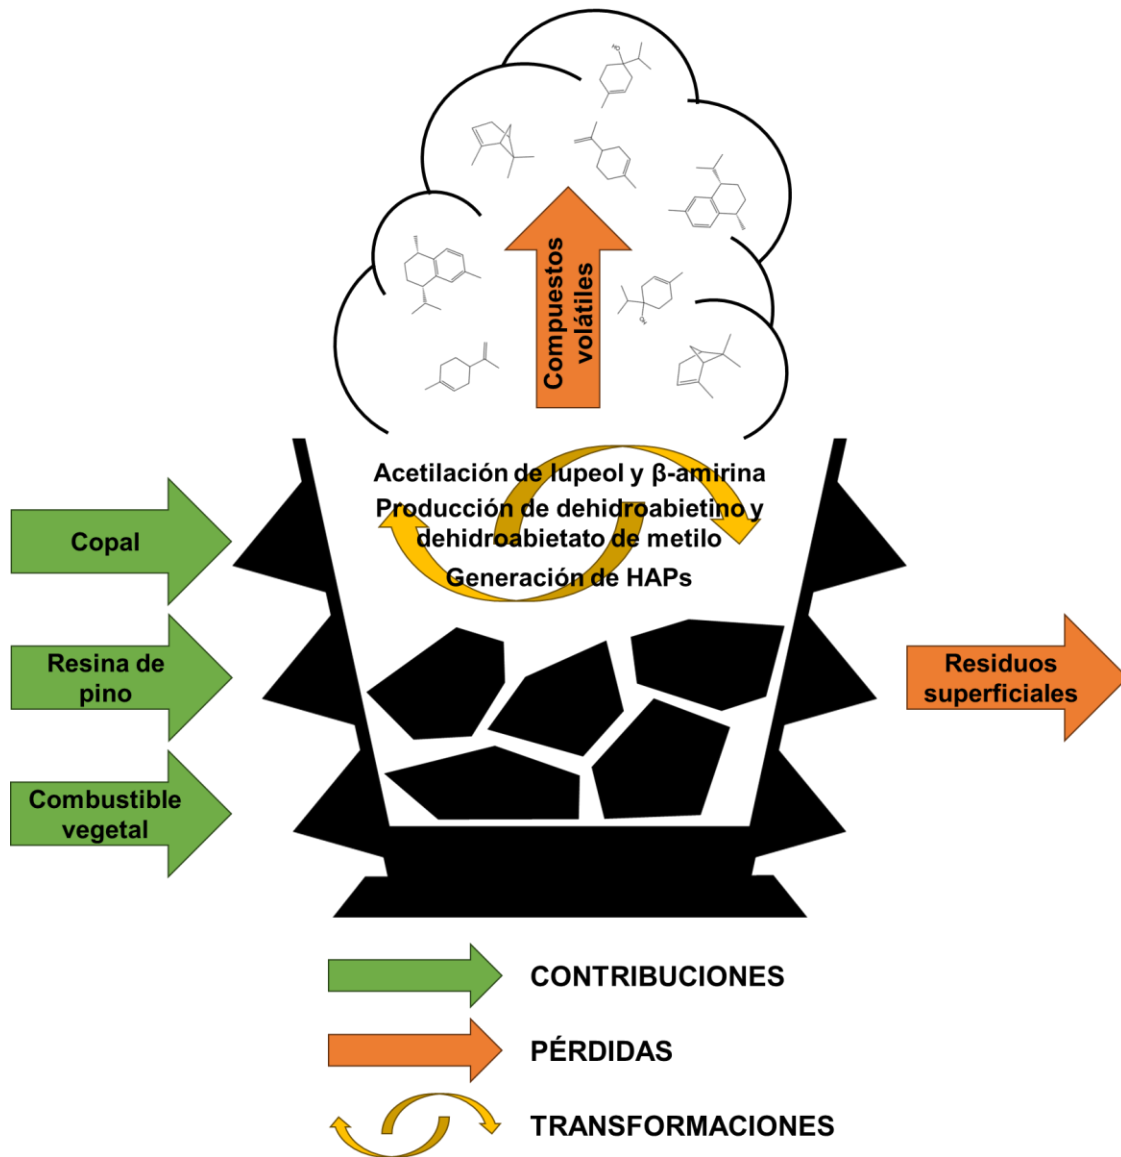 Compuestos
volátiles
Acetilación de lupeol y β-amirina
Producción de dehidroabietino y
dehidroabietato de metilo
Generación de HAPs
Copal
Resina de
pino
Combustible
vegetal
Residuos
superficiales
CONTRIBUCIONES
PÉRDIDAS
TRANSFORMACIONES